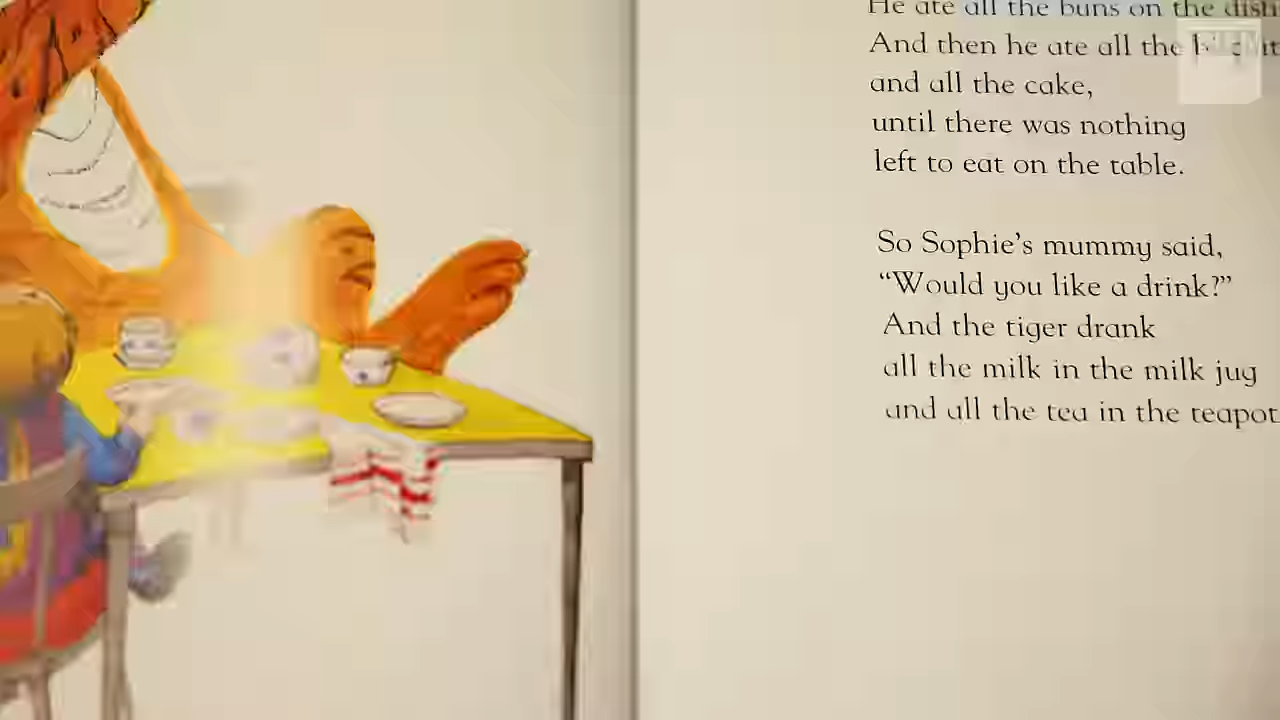 He ate all the buns on the dish
And then he ate all the
and all the cake,
until there was nothing
left to eat on the table.
So Sophie's mummy said,
“Would you like a drink?”
And the tiger drank
all the milk in the milk jug
and all the tea in the teapot